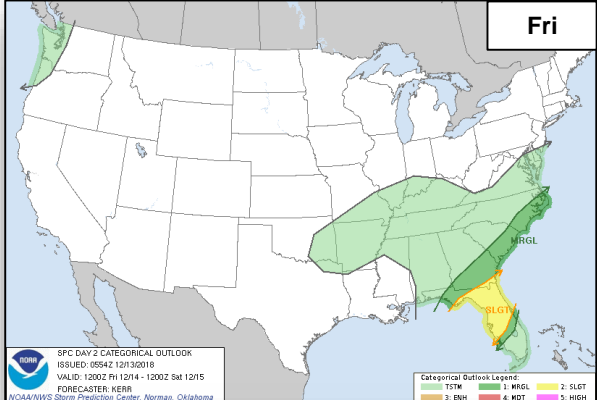 Fri
MRGL
SLGT
NOAA
SPC DAY 2 CATEGORICAL OUTLOOK
ISSUED: 0554Z 12/13/2018
VALID: 1200Z Fri 12/14 - 1200Z Sat 12/15
FORECASTER: KERR
NOAA/NWS Storm Prediction Center, Norman, Oklahoma
Categorical Outlook Legend:
TSTM 1: MRGL 2: SLGT
3: ENH 4: MDT 5: HIGH